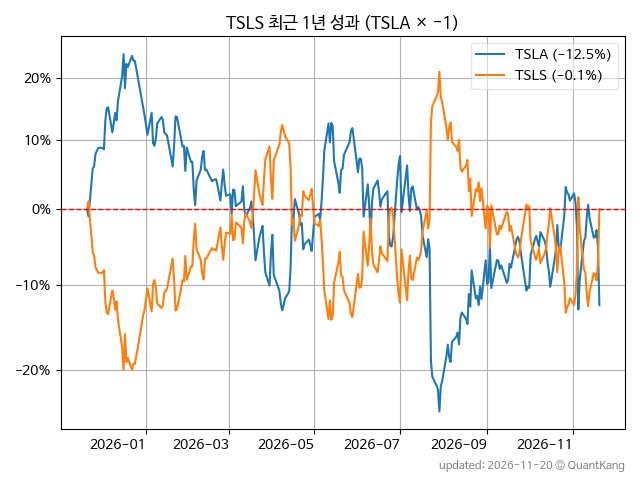 TSLS 최근 1년 성과 (TSLA × −1)
TSLA (−12.5%)
TSLS (−0.1%)
20%
10%
0%
−10%
−20%
2026-01
2026-03
2026-05
2026-07
2026-09
2026-11
updated: 2026-11-20 © QuantKang